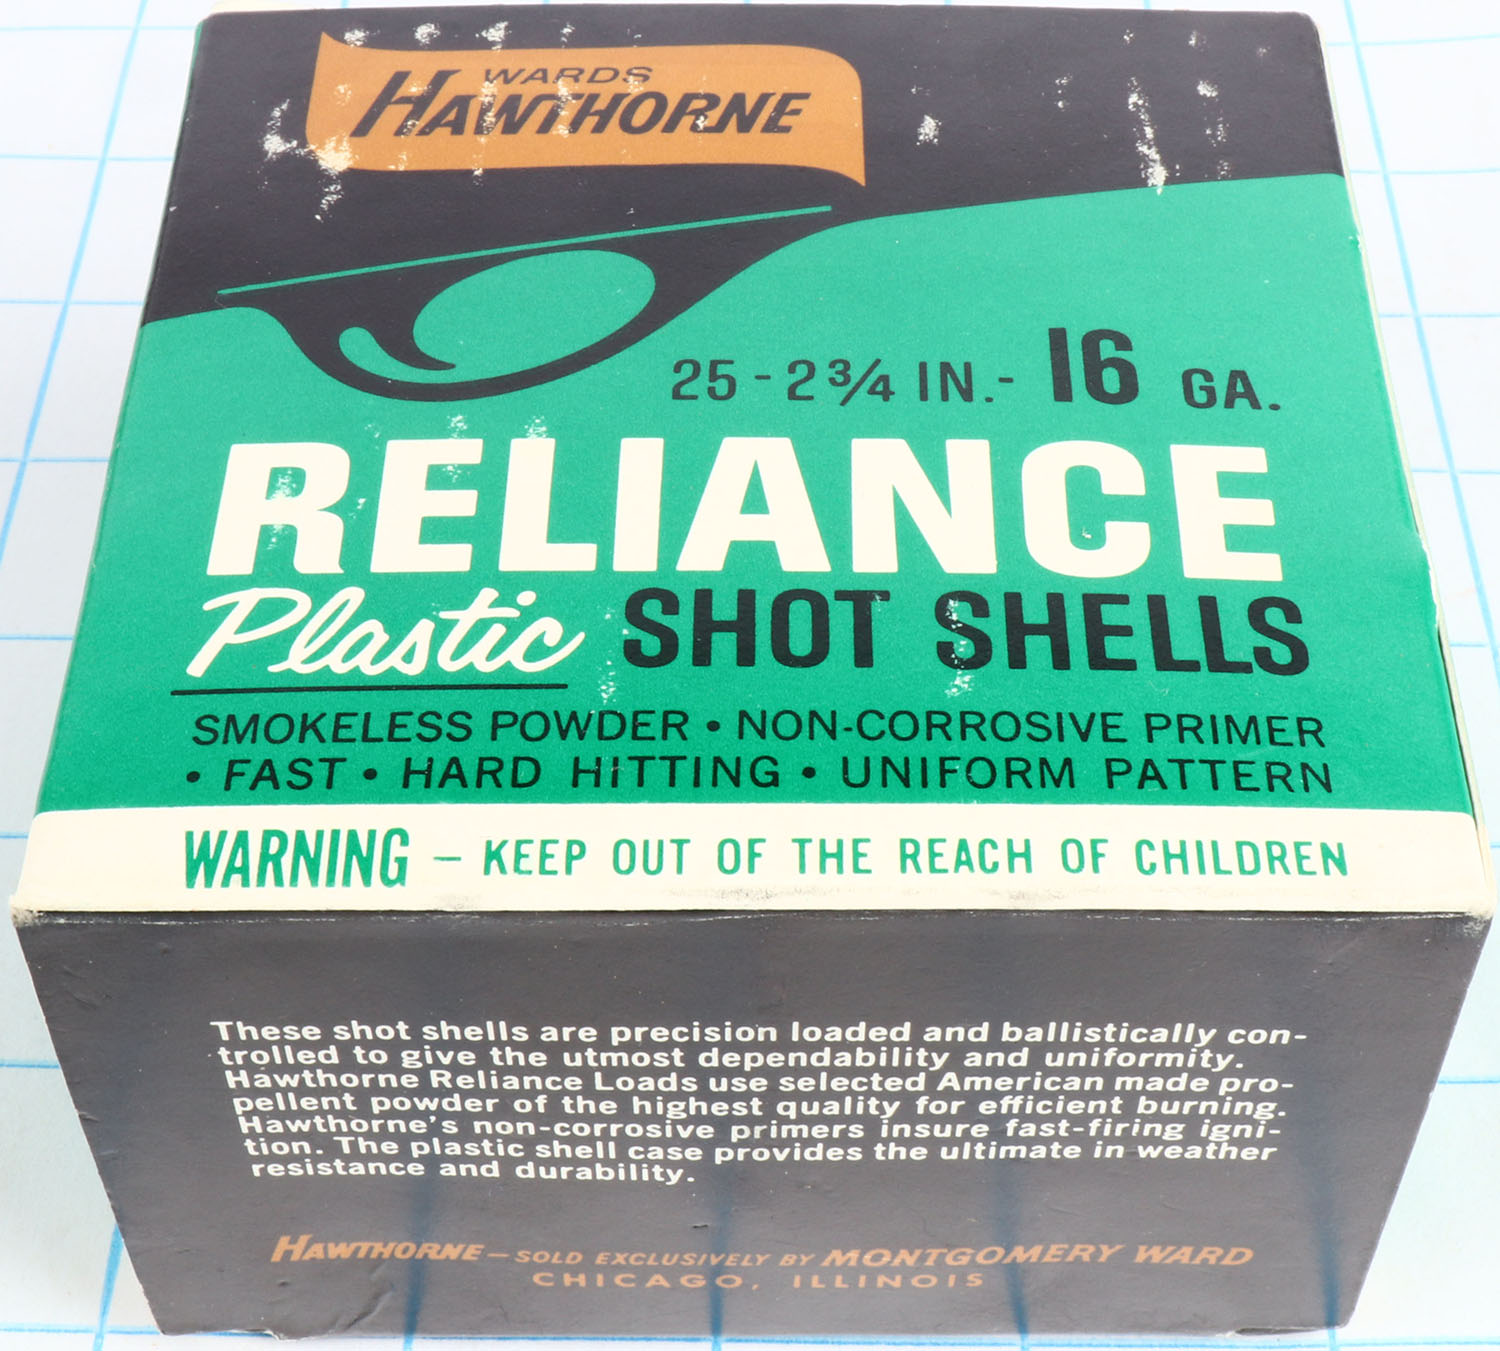 WARDS
HAWTHORNE
25 - 2 3/4 IN. - 16 GA.
RELIANCE
Plastic SHOT SHELLS
SMOKELESS POWDER • NON-CORROSIVE PRIMER
• FAST • HARD HITTING • UNIFORM PATTERN
WARNING – KEEP OUT OF THE REACH OF CHILDREN
These shot shells are precision loaded and ballistically con-
trolled to give the utmost dependability and uniformity.
Hawthorne Reliance Loads use selected American made pro-
pellent powder of the highest quality for efficient burning.
Hawthorne's non-corrosive primers insure fast-firing igni-
tion. The plastic shell case provides the ultimate in weather
resistance and durability.
HAWTHORNE – SOLD EXCLUSIVELY BY MONTGOMERY WARD
CHICAGO, ILLINOIS